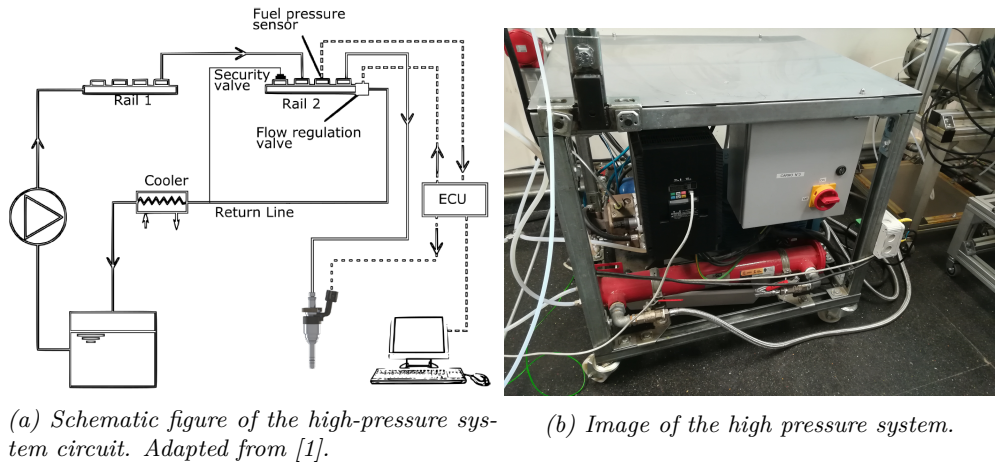 Fuel pressure
sensor
Security
valve
Rail 1
Rail 2
Flow regulation
valve
Cooler
ECU
Return Line
(a) Schematic figure of the high-pressure sys-
tem circuit. Adapted from [1].
(b) Image of the high pressure system.